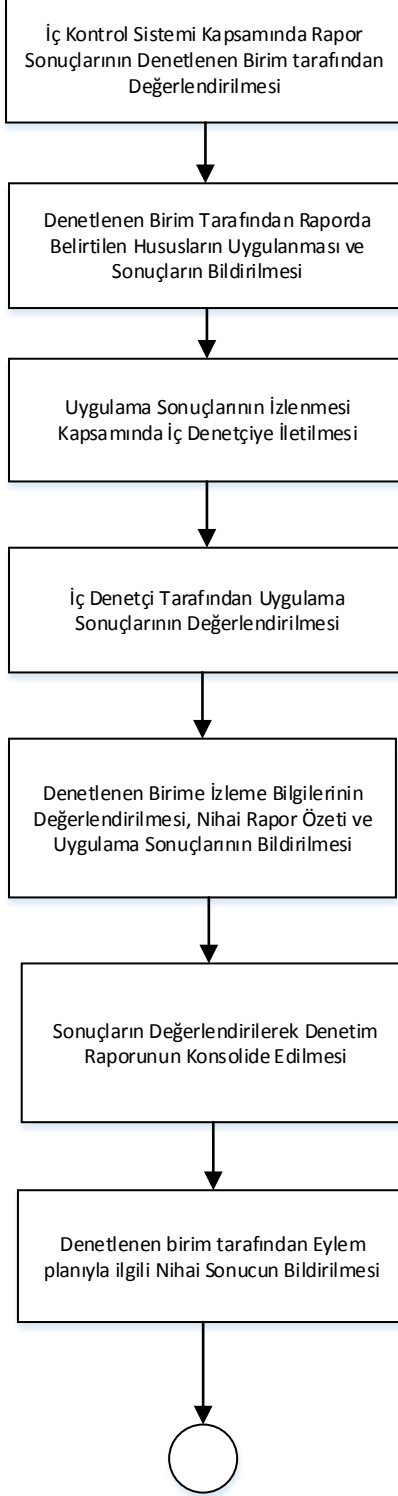 İç Kontrol Sistemi Kapsamında Rapor
Sonuçlarının Denetlenen Birim tarafından
Değerlendirilmesi
Denetlenen Birim Tarafından Raporda
Belirtilen Hususların Uygulanması ve
Sonuçların Bildirilmesi
Uygulama Sonuçlarının İzlenmesi
Kapsamında İç Denetçiye İletilmesi
İç Denetçi Tarafından Uygulama
Sonuçlarının Değerlendirilmesi
Denetlenen Birime İzleme Bilgilerinin
Değerlendirilmesi, Nihai Rapor Özeti ve
Uygulama Sonuçlarının Bildirilmesi
Sonuçların Değerlendirilerek Denetim
Raporunun Konsolide Edilmesi
Denetlenen birim tarafından Eylem
planıyla ilgili Nihai Sonucun Bildirilmesi